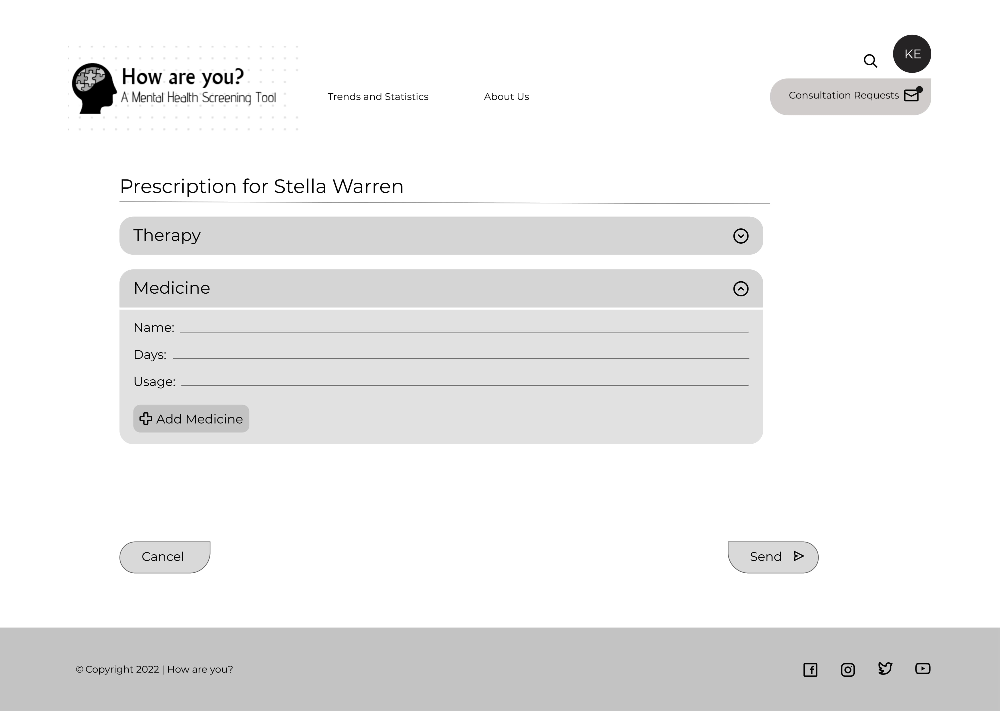 KE
How are you?
A Mental Health Screening Tool
Trends and Statistics
About Us
Consultation Requests
Prescription for Stella Warren
Therapy
Medicine
Name:
Days:
Usage:
Add Medicine
Cancel
Send
© Copyright 2022 | How are you?